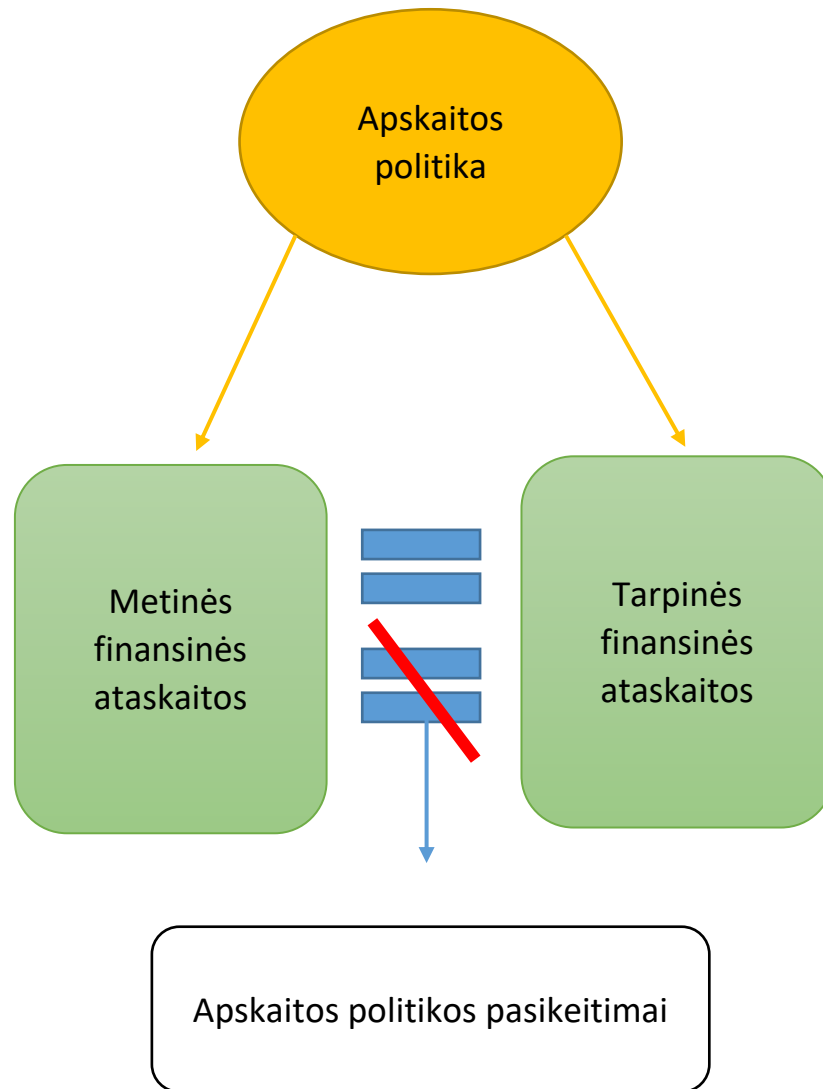 Apskaitos
politika
Metinės
finansinės
ataskaitos
Tarpinės
finansinės
ataskaitos
Apskaitos politikos pasikeitimai